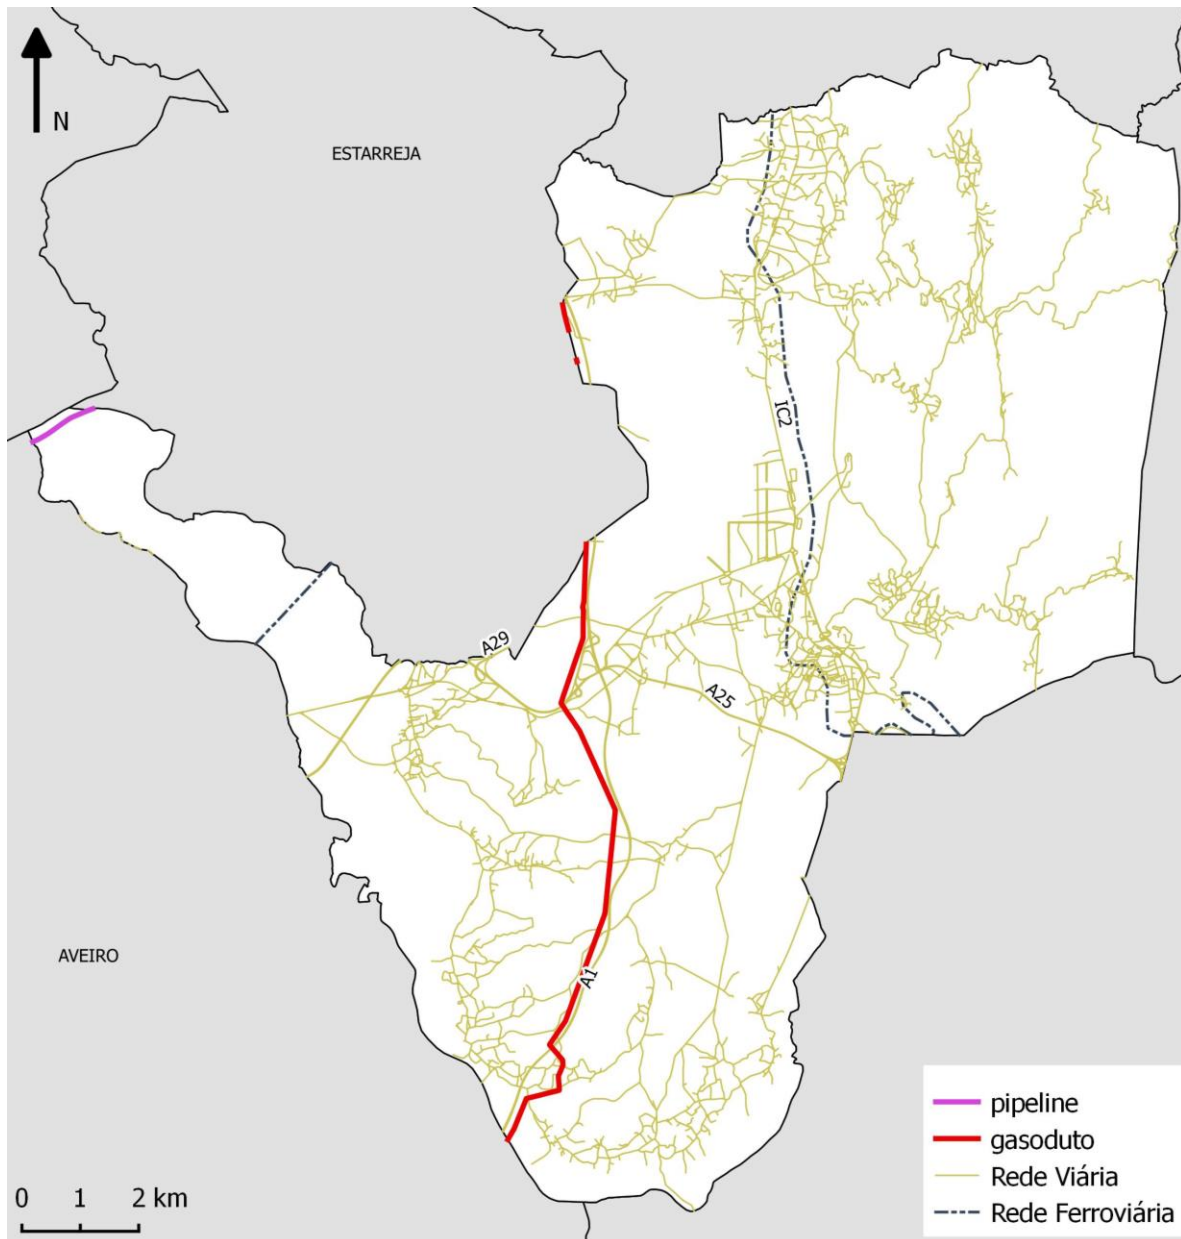 N
ESTARREJA
IC2
A29
A25
AVEIRO
A1
pipeline
gasoduto
Rede Viária
Rede Ferroviária
0 1 2 km